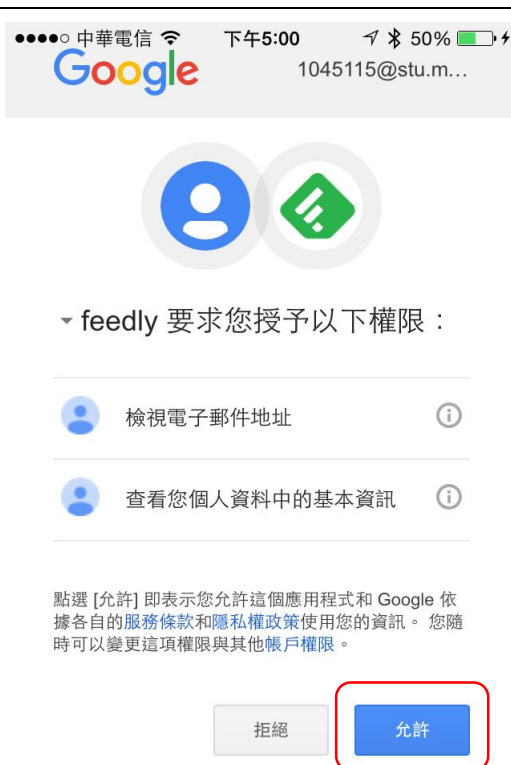 中華電信 下午5:00 50%
Google 1045115@stu.m...
feedly 要求您授予以下權限：
檢視電子郵件地址
查看您個人資料中的基本資訊
點選 [允許] 即表示您允許這個應用程式和 Google 依
據各自的服務條款和隱私權政策使用您的資訊。 您隨
時可以變更這項權限與其他帳戶權限。
拒絕 允許